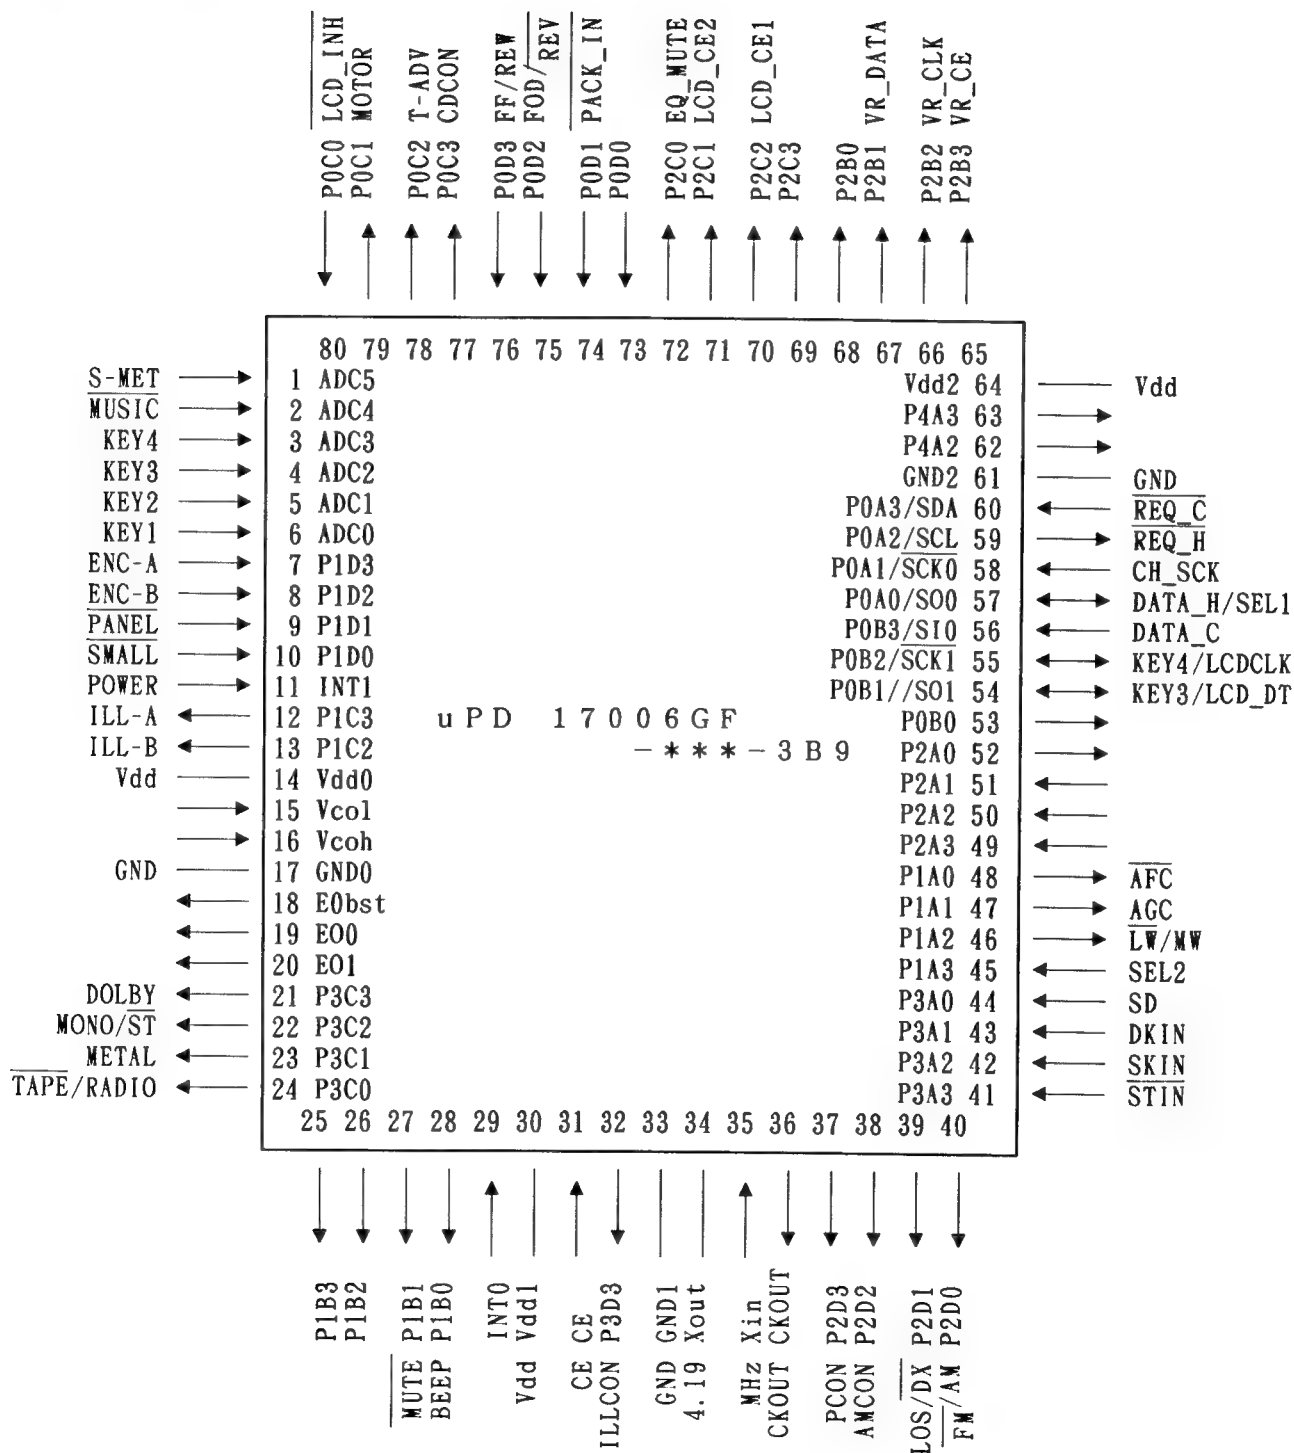 P0C0 LCD_INH
P0C1 MOTOR
P0C2 T-ADV
P0C3 CDCON
P0D3 FF/REW
P0D2 FOD/REV
P0D1 PACK_IN
P0D0
P2C0 EQ_MUTE
P2C1 LCD_CE2
P2C2 LCD_CE1
P2C3
P2B0
P2B1 VR_DATA
P2B2 VR_CLK
P2B3 VR_CE
80 79 78 77 76 75 74 73 72 71 70 69 68 67 66 65
S-MET 1 ADC5
MUSIC 2 ADC4
KEY4 3 ADC3
KEY3 4 ADC2
KEY2 5 ADC1
KEY1 6 ADC0
ENC-A 7 P1D3
ENC-B 8 P1D2
PANEL 9 P1D1
SMALL 10 P1D0
POWER 11 INT1
ILL-A 12 P1C3
ILL-B 13 P1C2
Vdd 14 Vdd0
15 Vcol
16 Vcoh
GND 17 GND0
18 E0bst
19 EO0
20 EO1
DOLBY 21 P3C3
MONO/ST 22 P3C2
METAL 23 P3C1
TAPE/RADIO 24 P3C0
uPD 17006GF
-***-3B9
Vdd2 64 Vdd
P4A3 63
P4A2 62
GND2 61 GND
P0A3/SDA 60 REQ_C
P0A2/SCL 59 REQ_H
P0A1/SCK0 58 CH_SCK
P0A0/SO0 57 DATA_H/SEL1
P0B3/SI0 56 DATA_C
P0B2/SCK1 55 KEY4/LCDCLK
P0B1//SO1 54 KEY3/LCD_DT
P0B0 53
P2A0 52
P2A1 51
P2A2 50
P2A3 49
P1A0 48 AFC
P1A1 47 AGC
P1A2 46 LW/MW
P1A3 45 SEL2
P3A0 44 SD
P3A1 43 DKIN
P3A2 42 SKIN
P3A3 41 STIN
25 26 27 28 29 30 31 32 33 34 35 36 37 38 39 40
P1B3
P1B2
MUTE P1B1
BEEP P1B0
INT0
Vdd Vdd1
CE CE
ILLCON P3D3
GND GND1
4.19 Xout
MHz Xin
CKOUT CKOUT
PCON P2D3
AMCON P2D2
LOS/DX P2D1
FM/AM P2D0